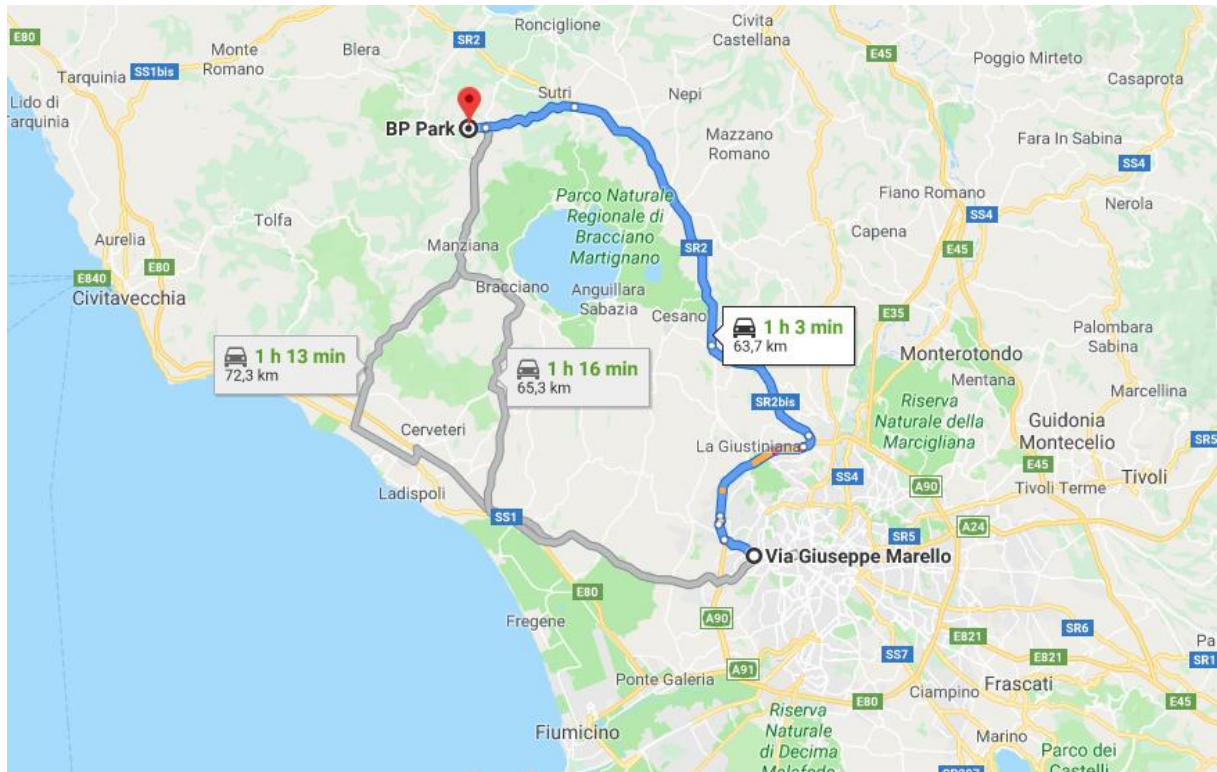 E80
Ronciglione
SR2
Civita
Castellana
E45
Monte
Romano
Blera
Poggio Mirteto
Tarquinia
SS1bis
Casaprota
Lido di
Tarquinia
Sutri
Nepi
BP Park
Mazzano
Romano
Fara In Sabina
SS4
Parco Naturale
Regionale di
Bracciano
Martignano
Fiano Romano
Nerola
Tolfa
SS4
Capena
Aurelia
Manziana
SR2
E45
E80
E840
Civitavecchia
Bracciano
Anguillara
Sabazia
Cesano
E35
1 h 3 min
63,7 km
Palombara
Sabina
1 h 13 min
72,3 km
1 h 16 min
65,3 km
Monterotondo
Mentana
Marcellina
SR2bis
Riserva
Naturale della
Marcigliana
Guidonia
Montecelio
Cerveteri
La Giustiniana
SR5
E45
Tivoli
SS4
A90
Tivoli Terme
Ladispoli
SS1
A24
SR5
Via Giuseppe Marello
E80
Fregene
A90
E821
SR6
Pa
SS7
E821
SR1
A91
Ponte Galeria
Frascati
Ciampino
E80
E45
Fiumicino
Riserva
Naturale
di Decima
Malafede
Marino
Parco dei
Castelli